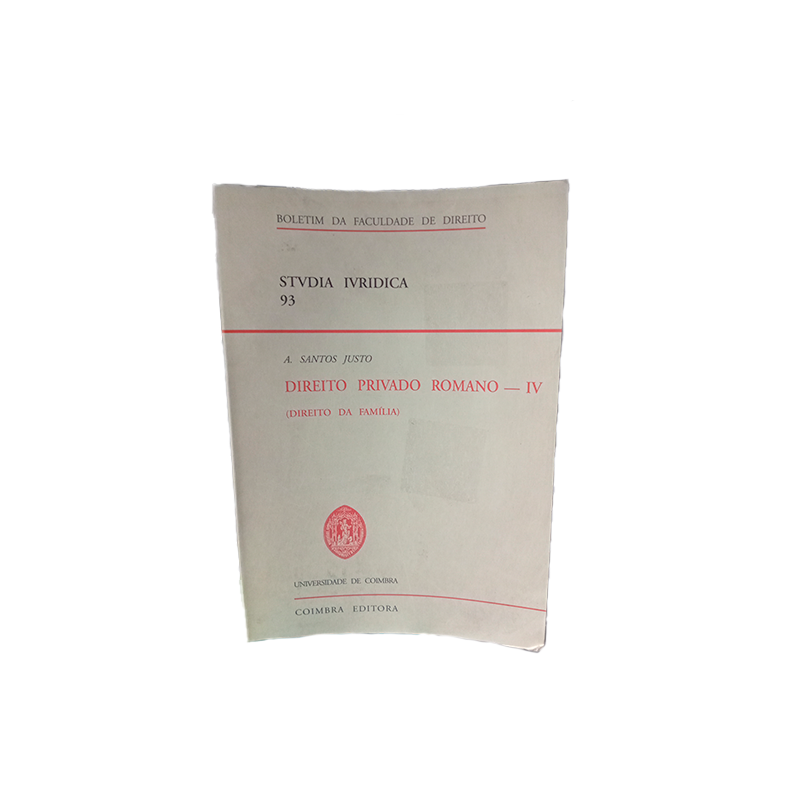 BOLETIM DA FACULDADE DE DIREITO
STVDIA IVRIDICA
93
A. SANTOS JUSTO
DIREITO PRIVADO ROMANO — IV
(DIREITO DA FAMÍLIA)
UNIVERSIDADE DE COIMBRA
COIMBRA EDITORA